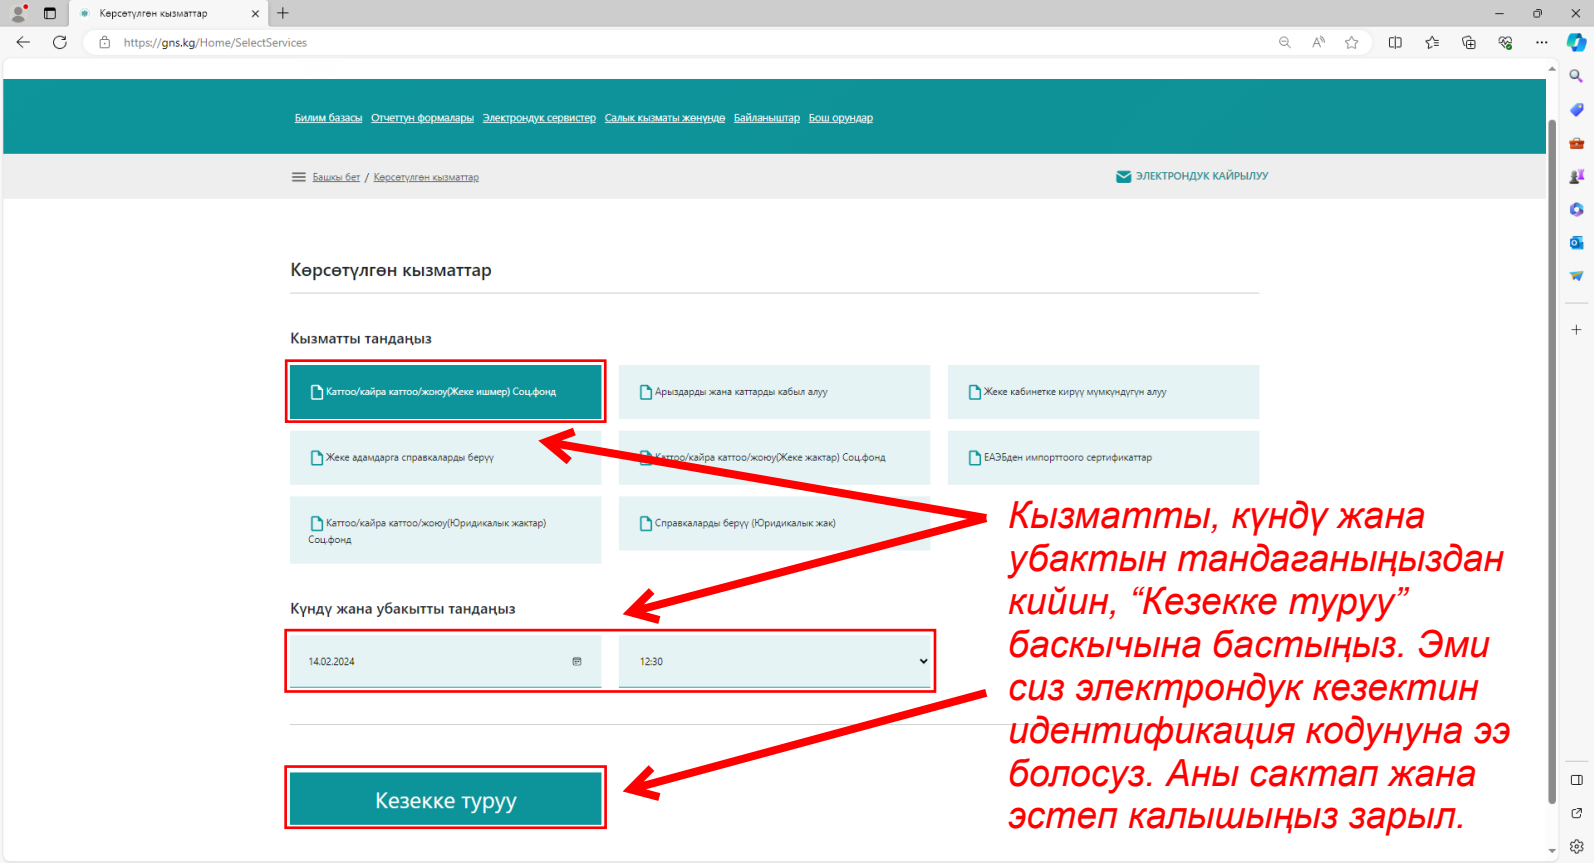 Көрсөтүлгөн кызматтар
https://gns.kg/Home/SelectServices
Билим базасы Отчеттун формалары Электрондук сервистер Салык кызматы жөнүндө Байланыштар Бош орундар
Башкы бет / Көрсөтүлгөн кызматтар
ЭЛЕКТРОНДУК КАЙРЫЛУУ
Көрсөтүлгөн кызматтар
Кызматты тандаңыз
Каттоо/кайра каттоо/жоюу(Жеке ишмер) Соц.фонд
Арыздарды жана каттарды кабыл алуу
Жеке кабинетке кирүү мүмкүндүгүн алуу
Жеке адамдарга справкаларды берүү
Каттоо/кайра каттоо/жоюу(Жеке жактар) Соц.фонд
ЕАЭБден импорттоого сертификаттар
Каттоо/кайра каттоо/жоюу(Юридикалык жактар)
Соц.фонд
Справкаларды берүү (Юридикалык жак)
Күндү жана убакытты тандаңыз
14.02.2024
12:30
Кезекке туруу
Кызматты, күндү жана
убактын тандаганыңыздан
кийин, “Кезекке туруу”
баскычына бастыңыз. Эми
сиз электрондук кезектин
идентификация кодунуна ээ
болосуз. Аны сактап жана
эстеп калышыңыз зарыл.